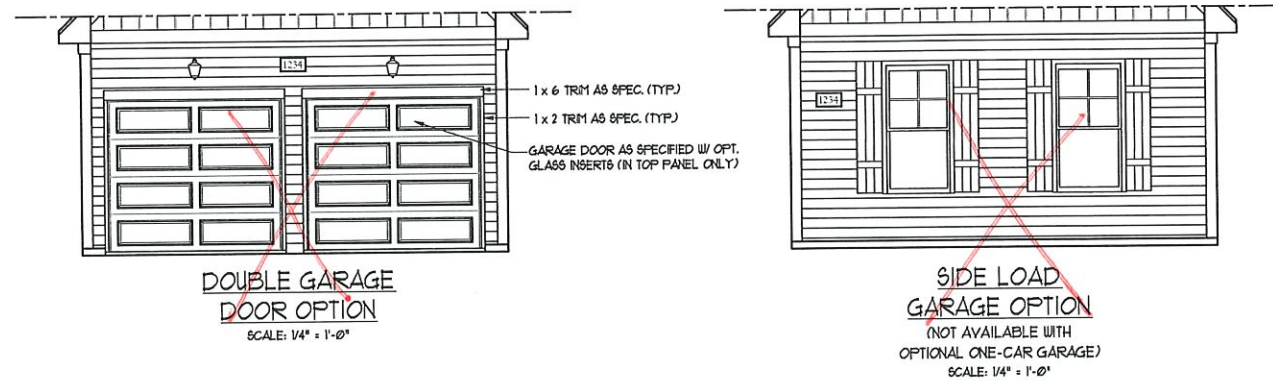 1234
1 x 6 TRIM AS SPEC. (TYP.)
1 x 2 TRIM AS SPEC. (TYP.)
GARAGE DOOR AS SPECIFIED W/ OPT.
GLASS INSERTS (IN TOP PANEL ONLY)
DOUBLE GARAGE
DOOR OPTION
SCALE: 1/4" = 1'-0"
1234
SIDE LOAD
GARAGE OPTION
(NOT AVAILABLE WITH
OPTIONAL ONE-CAR GARAGE)
SCALE: 1/4" = 1'-0"